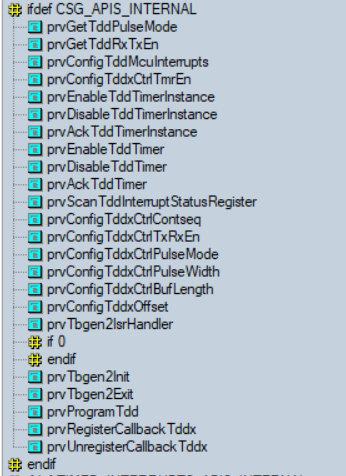 ifdef CSG_APIS_INTERNAL
prvGetTddPulseMode
prvGetTddRxTxEn
prvConfigTddMcuInterrupts
prvConfigTddxCtrlTmrEn
prvEnableTddTimerInstance
prvDisableTddTimerInstance
prvAckTddTimerInstance
prvEnableTddTimer
prvDisableTddTimer
prvAckTddTimer
prvScanTddInterruptStatusRegister
prvConfigTddxCtrlContseq
prvConfigTddxCtrlTxRxEn
prvConfigTddxCtrlPulseMode
prvConfigTddxCtrlPulseWidth
prvConfigTddxCtrlBufLength
prvConfigTddxOffset
prvTbgen2IsrHandler
if 0
endif
prvTbgen2Init
prvTbgen2Exit
prvProgramTdd
prvRegisterCallbackTddx
prvUnregisterCallbackTddx
endif